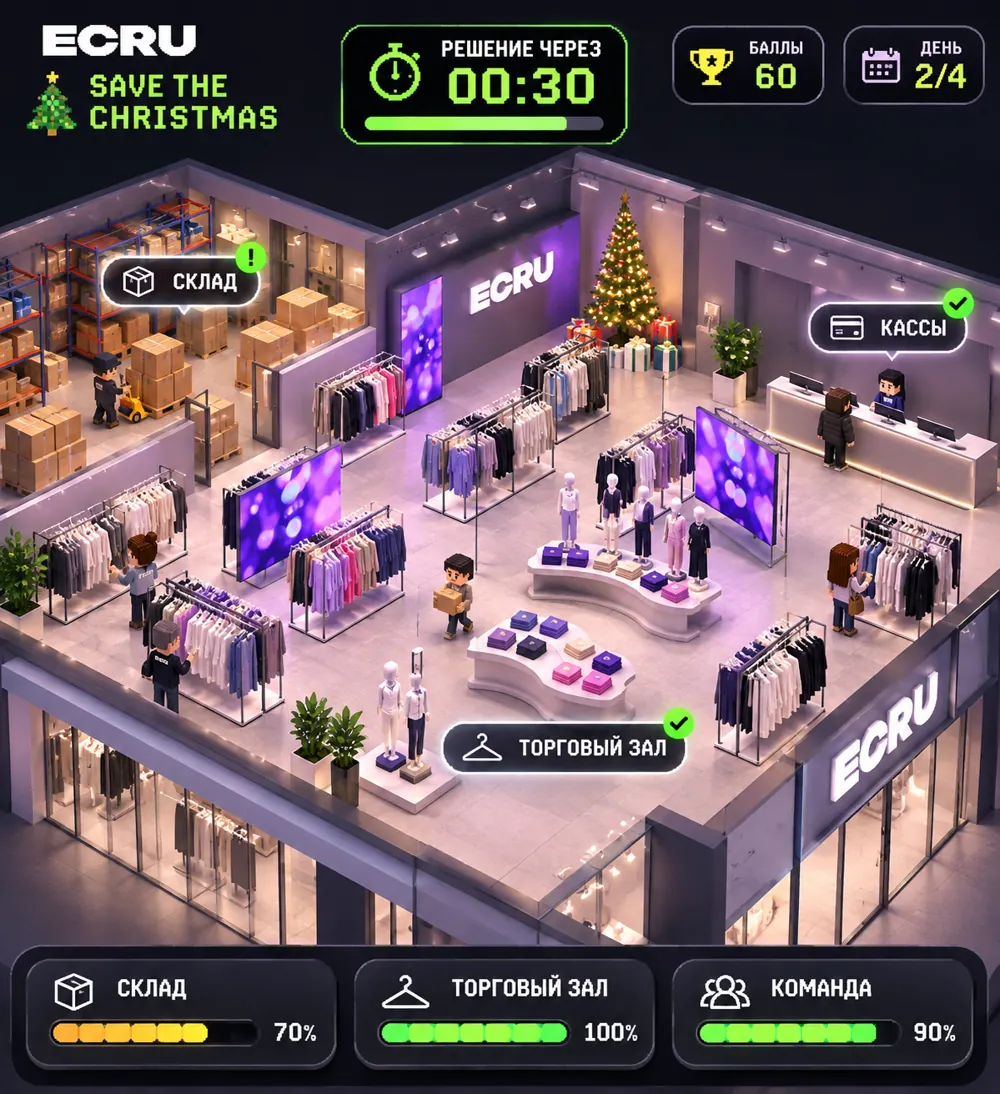 ECRU
SAVE THE
CHRISTMAS
РЕШЕНИЕ ЧЕРЕЗ
00:30
БАЛЛЫ
60
ДЕНЬ
2/4
СКЛАД
!
ECRU
КАССЫ
ТОРГОВЫЙ ЗАЛ
ECRU
СКЛАД
70%
ТОРГОВЫЙ ЗАЛ
100%
КОМАНДА
90%